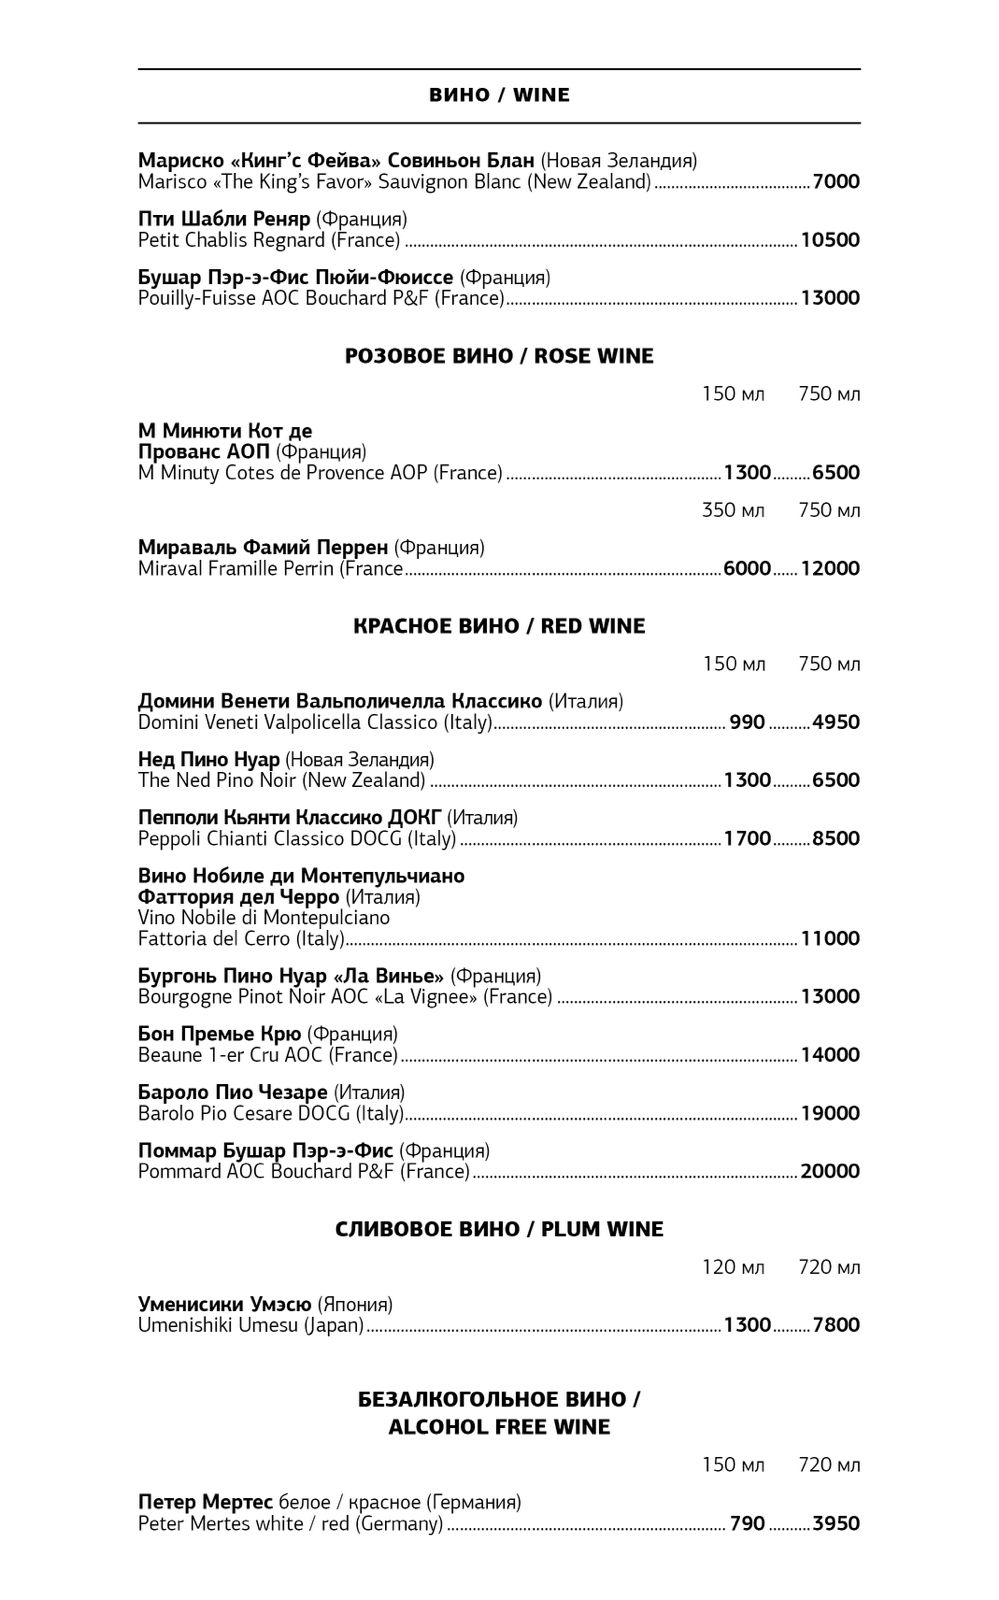 ВИНО / WINE
Мариско «Кинг’с Фейва» Совиньон Блан (Новая Зеландия)
Marisco «The King’s Favor» Sauvignon Blanc (New Zealand)....................................7000
Пти Шабли Реняр (Франция)
Petit Chablis Regnard (France) ............................................................................................10500
Бушар Пэр-э-Фис Пюйи-Фюиссе (Франция)
Pouilly-Fuisse AOC Bouchard P&F (France)....................................................................13000
РОЗОВОЕ ВИНО / ROSE WINE
150 мл 750 мл
М Минюти Кот де
Прованс АОП (Франция)
M Minuty Cotes de Provence AOP (France)..................................................1300.........6500
350 мл 750 мл
Мираваль Фамий Перрен (Франция)
Miraval Framille Perrin (France..........................................................................6000......12000
КРАСНОЕ ВИНО / RED WINE
150 мл 750 мл
Домини Венети Вальполичелла Классико (Италия)
Domini Veneti Valpolicella Classico (Italy)...................................................... 990 ..........4950
Нед Пино Нуар (Новая Зеландия)
The Ned Pino Noir (New Zealand) ....................................................................1300.........6500
Пепполи Кьянти Классико ДОКГ (Италия)
Peppoli Chianti Classico DOCG (Italy) .............................................................1700.........8500
Вино Нобиле ди Монтепульчиано
Фаттория дел Черро (Италия)
Vino Nobile di Montepulciano
Fattoria del Cerro (Italy)..........................................................................................................11000
Бургонь Пино Нуар «Ла Винье» (Франция)
Bourgogne Pinot Noir AOC «La Vignee» (France) ........................................................13000
Бон Премье Крю (Франция)
Beaune 1-er Cru AOC (France).............................................................................................14000
Бароло Пио Чезаре (Италия)
Barolo Pio Cesare DOCG (Italy)............................................................................................19000
Поммар Бушар Пэр-э-Фис (Франция)
Pommard AOC Bouchard P&F (France)............................................................................20000
СЛИВОВОЕ ВИНО / PLUM WINE
120 мл 720 мл
Уменисики Умэсю (Япония)
Umenishiki Umesu (Japan)...................................................................................1300.........7800
БЕЗАЛКОГОЛЬНОЕ ВИНО /
ALCOHOL FREE WINE
150 мл 720 мл
Петер Мертес белое / красное (Германия)
Peter Mertes white / red (Germany) ................................................................. 790 ..........3950